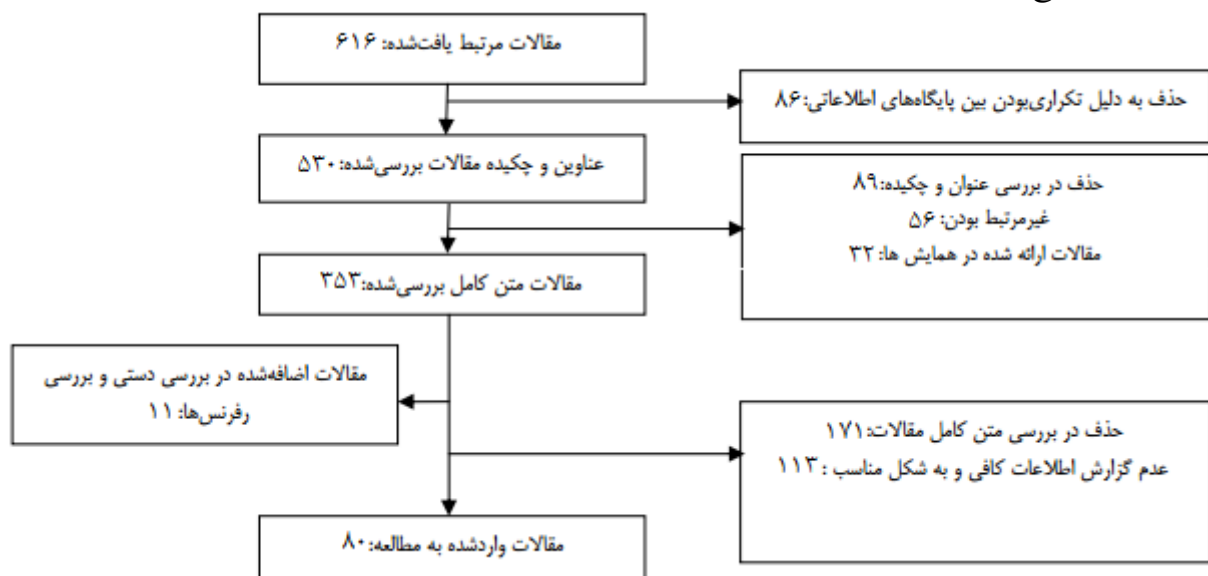 مقالات مرتبط یافت‌شده: ۶۱۶
حذف به دلیل تکراری‌بودن بین پایگاه‌های اطلاعاتی: ۸۶
عناوین و چکیده مقالات بررسی‌شده: ۵۳۰
حذف در بررسی عنوان و چکیده: ۸۹
غیرمرتبط بودن: ۵۶
مقالات ارائه شده در همایش ها: ۳۲
مقالات متن کامل بررسی‌شده: ۳۵۳
مقالات اضافه‌شده در بررسی دستی و بررسی
رفرنس‌ها: ۱۱
حذف در بررسی متن کامل مقالات: ۱۷۱
عدم گزارش اطلاعات کافی و به شکل مناسب : ۱۱۳
مقالات واردشده به مطالعه: ۸۰